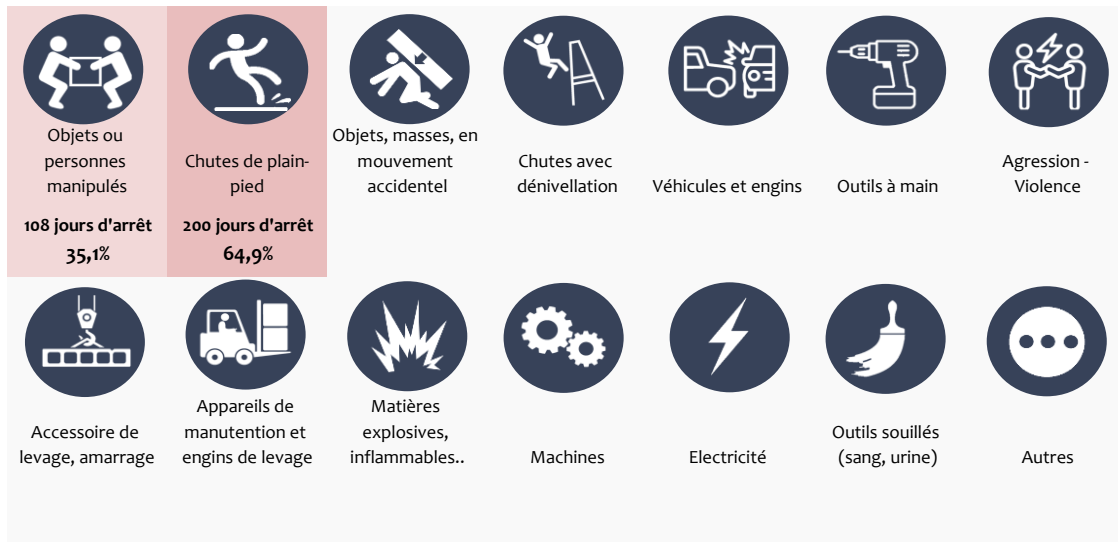 Objets ou
personnes
manipulés
108 jours d'arrêt
35,1%
Chutes de plain-
pied
200 jours d'arrêt
64,9%
Objets, masses, en
mouvement
accidentel
Chutes avec
dénivellation
Véhicules et engins
Outils à main
Agression -
Violence
Accessoire de
levage, amarrage
Appareils de
manutention et
engins de levage
Matières
explosives,
inflammables..
Machines
Electricité
Outils souillés
(sang, urine)
Autres